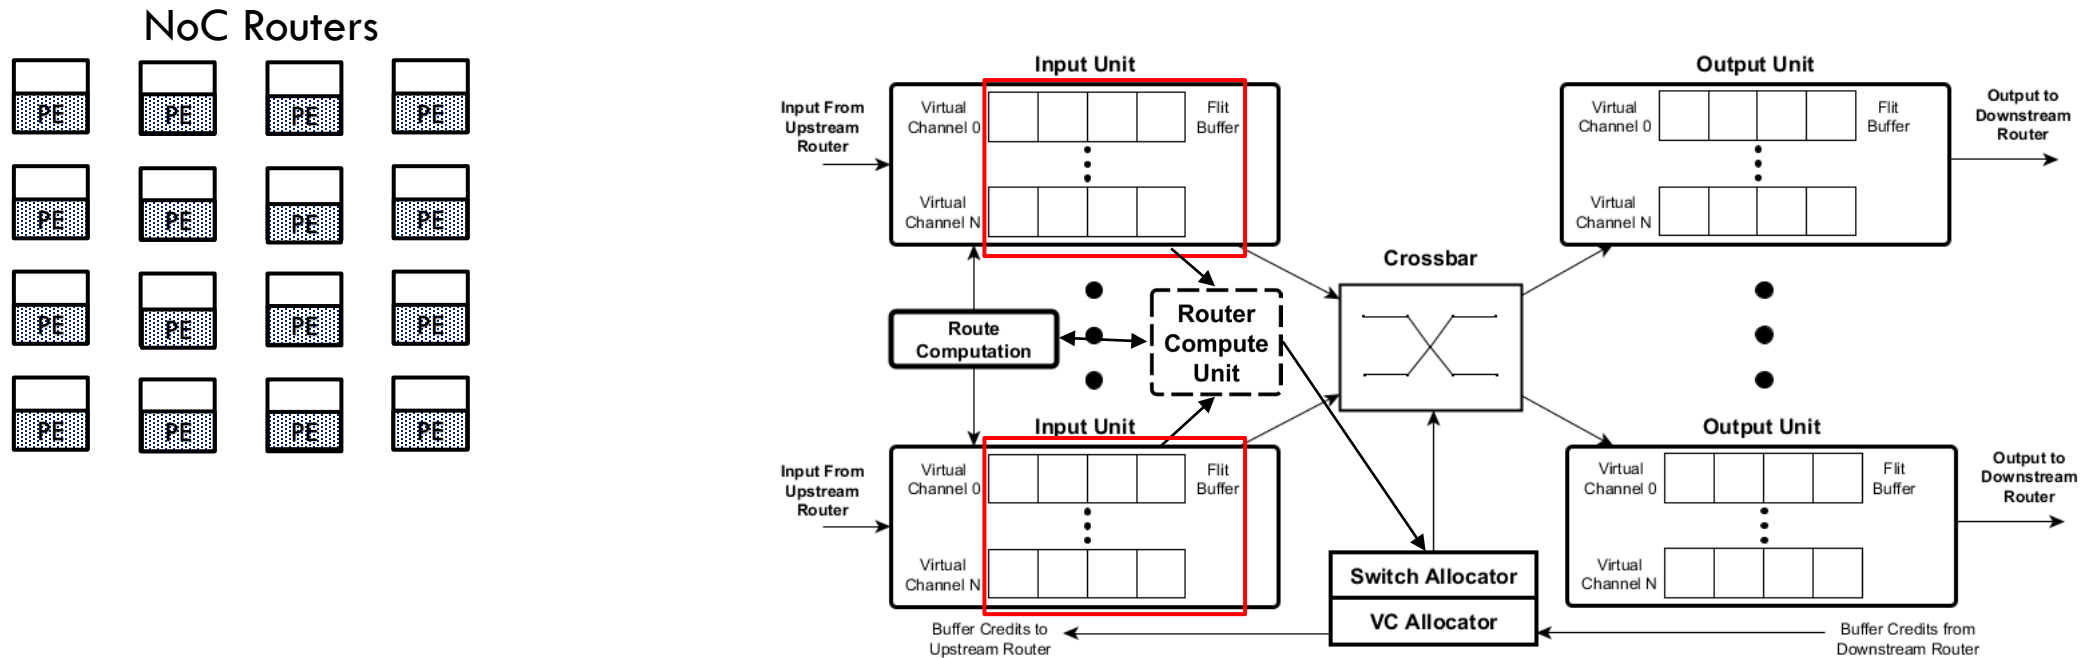 NoC Routers
PE PE PE PE
PE PE PE PE
PE PE PE PE
PE PE PE PE
Input Unit
Input From
Upstream
Router
Virtual
Channel 0
Flit
Buffer
Virtual
Channel N
Output Unit
Virtual
Channel 0
Flit
Buffer
Virtual
Channel N
Output to
Downstream
Router
Crossbar
Route
Computation
Router
Compute
Unit
Input Unit
Input From
Upstream
Router
Virtual
Channel 0
Flit
Buffer
Virtual
Channel N
Output Unit
Virtual
Channel 0
Flit
Buffer
Virtual
Channel N
Output to
Downstream
Router
Switch Allocator
VC Allocator
Buffer Credits to
Upstream Router
Buffer Credits from
Downstream Router